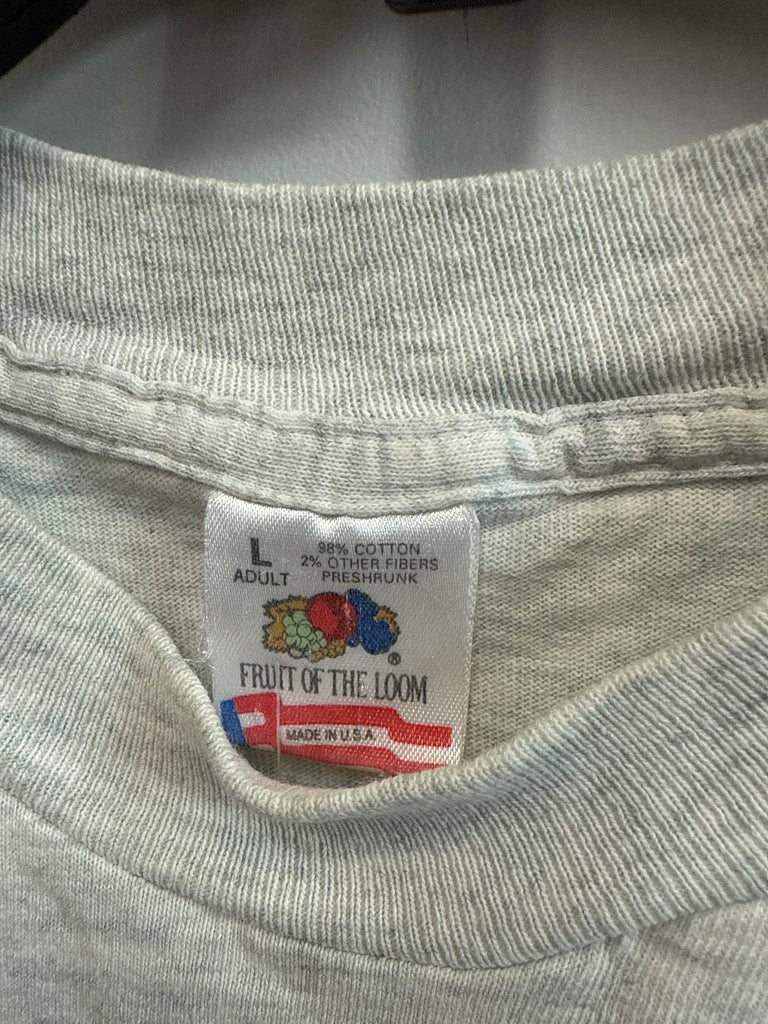 L
ADULT
98% COTTON
2% OTHER FIBERS
PRESHRUNK
®
FRUIT OF THE LOOM
MADE IN U.S.A.